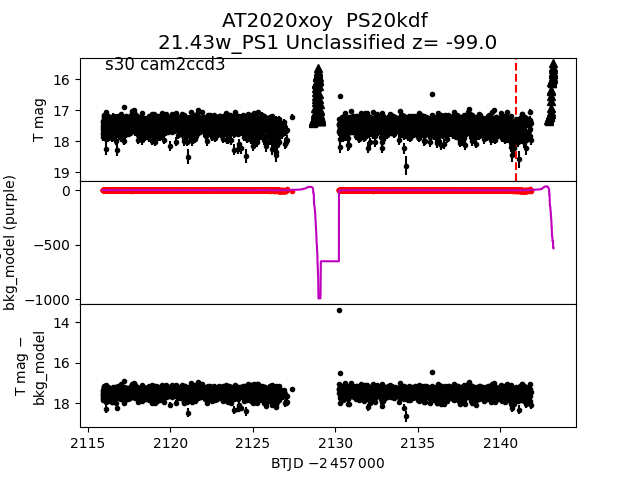 AT2020xoy  PS20kdf
21.43w_PS1 Unclassified z= -99.0
s30 cam2ccd3
T mag
16
17
18
19
bkg_model (purple)
0
−500
−1000
T mag −
bkg_model
14
16
18
2115 2120 2125 2130 2135 2140
BTJD −2 457 000